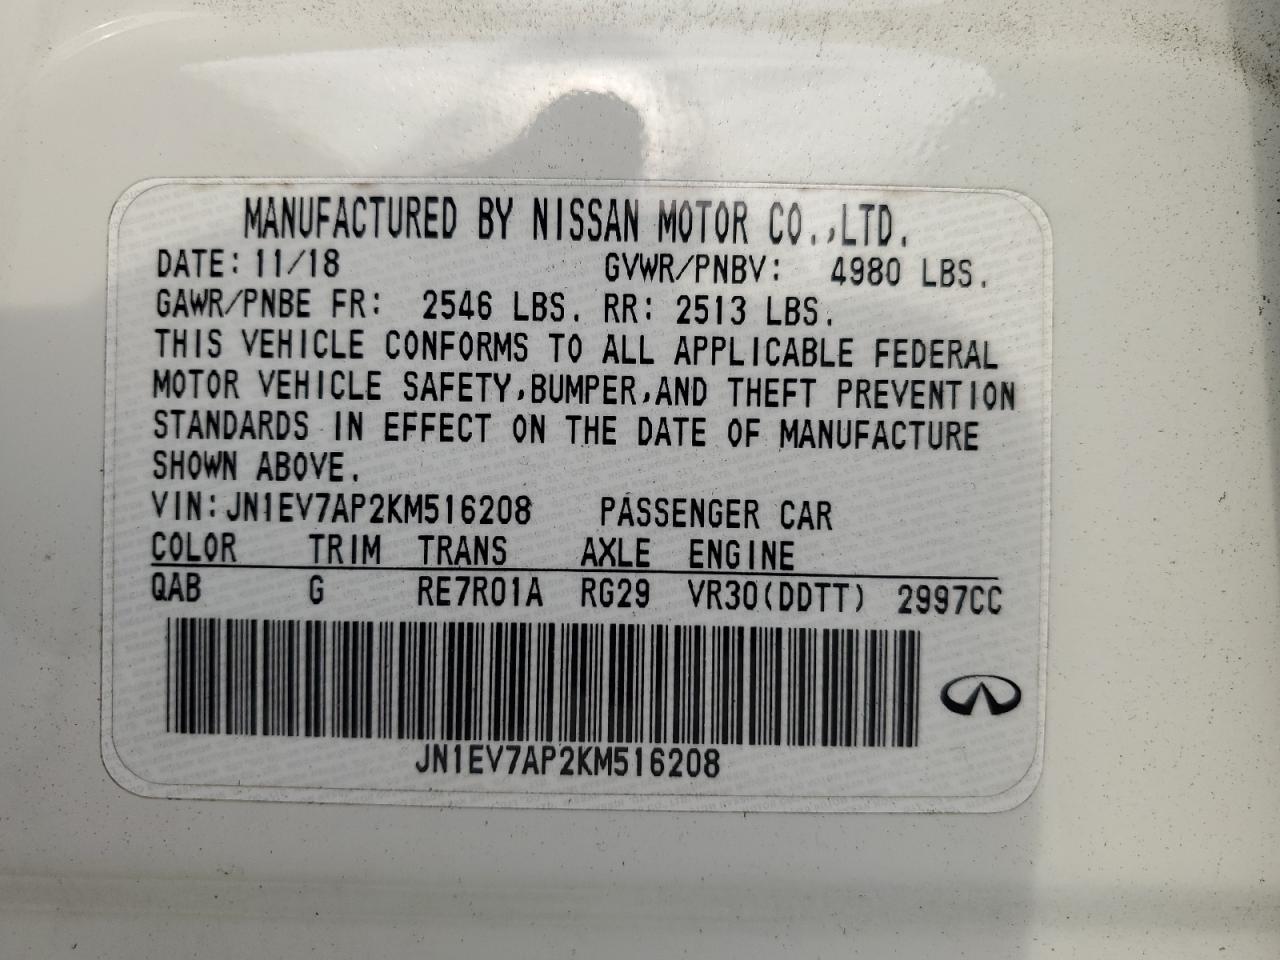 MANUFACTURED BY NISSAN MOTOR CO.,LTD.
DATE: 11/18 GVWR/PNBV: 4980 LBS.
GAWR/PNBE FR: 2546 LBS. RR: 2513 LBS.
THIS VEHICLE CONFORMS TO ALL APPLICABLE FEDERAL
MOTOR VEHICLE SAFETY,BUMPER,AND THEFT PREVENTION
STANDARDS IN EFFECT ON THE DATE OF MANUFACTURE
SHOWN ABOVE.
VIN:JN1EV7AP2KM516208 PASSENGER CAR
COLOR TRIM TRANS AXLE ENGINE
QAB G RE7R01A RG29 VR30(DDTT) 2997CC
JN1EV7AP2KM516208